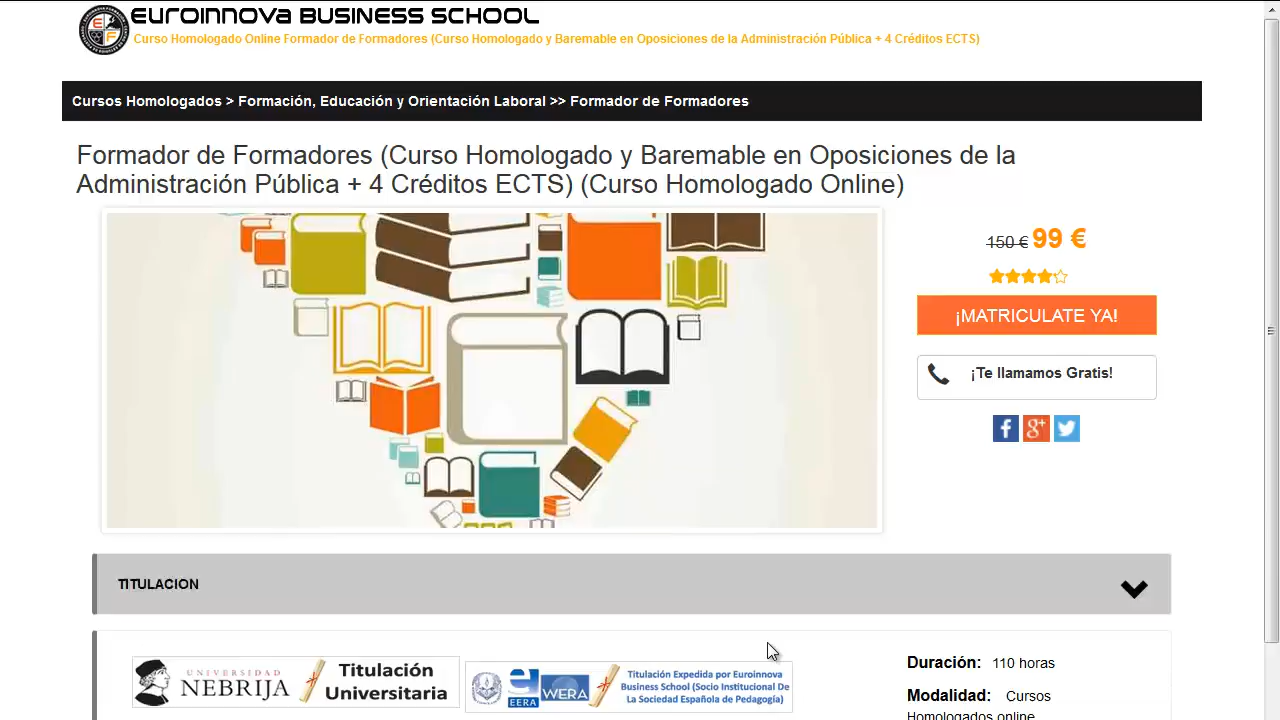 EUROINNOVA BUSINESS SCHOOL
Curso Homologado Online Formador de Formadores (Curso Homologado y Baremable en Oposiciones de la Administración Pública + 4 Créditos ECTS)
Cursos Homologados > Formación, Educación y Orientación Laboral >> Formador de Formadores
Formador de Formadores (Curso Homologado y Baremable en Oposiciones de la
Administración Pública + 4 Créditos ECTS) (Curso Homologado Online)
150 € 99 €
¡MATRICULATE YA!
¡Te llamamos Gratis!
TITULACION
UNIVERSIDAD
NEBRIJA
Titulación
Universitaria
EERA
WERA
Titulación Expedida por Euroinnova
Business School (Socio Institucional De
La Sociedad Española de Pedagogía)
Duración: 110 horas
Modalidad: Cursos
Homologados online